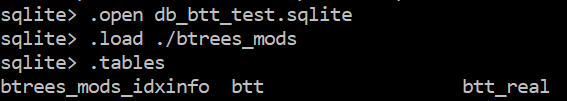 sqlite> .open db_btt_test.sqlite
sqlite> .load ./btrees_mods
sqlite> .tables
btrees_mods_idxinfo  btt                  btt_real